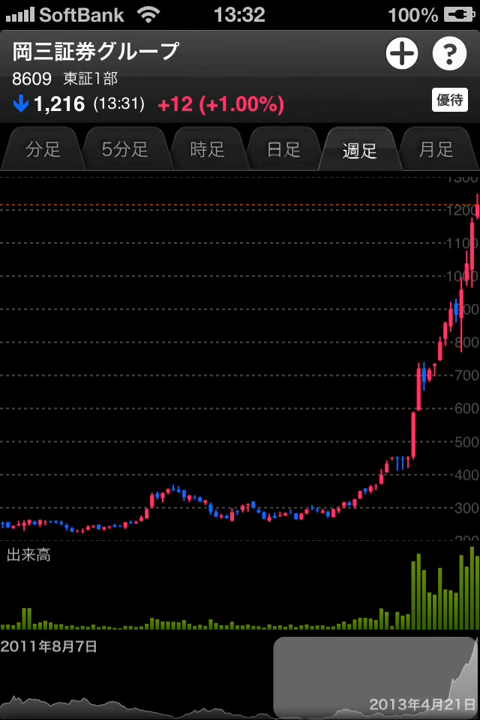 SoftBank 13:32 100%
岡三証券グループ
8609 東証1部
1,216 (13:31) +12 (+1.00%)
優待
分足 5分足 時足 日足 週足 月足
1300
1200
1100
1000
900
800
700
600
500
400
300
200
出来高
2011年8月7日
2013年4月21日